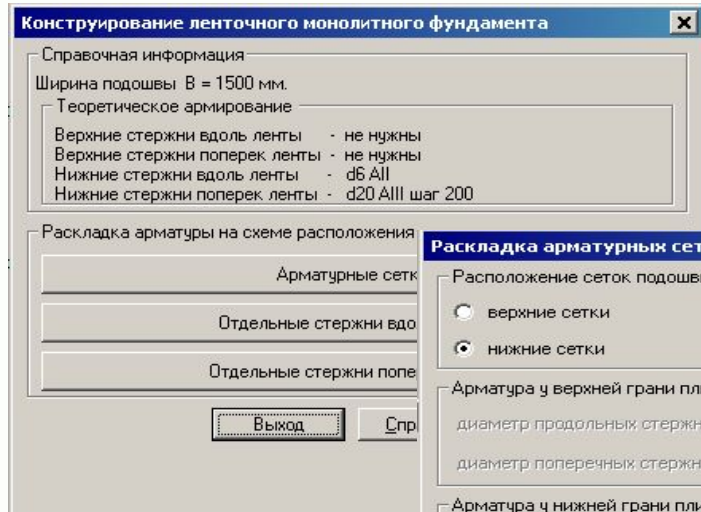 Конструирование ленточного монолитного фундамента
Справочная информация
Ширина подошвы B = 1500 мм.
Теоретическое армирование
Верхние стержни вдоль ленты - не нужны
Верхние стержни поперек ленты - не нужны
Нижние стержни вдоль ленты - d6 AII
Нижние стержни поперек ленты - d20 AIII шаг 200
Раскладка арматуры на схеме расположения
Арматурные сетк
Отдельные стержни вдо
Отдельные стержни попе
Выход
Спр
Раскладка арматурных сет
Расположение сеток подошв
верхние сетки
нижние сетки
Арматура у верхней грани пл
диаметр продольных стержн
диаметр поперечных стержн
Арматура у нижней грани пли